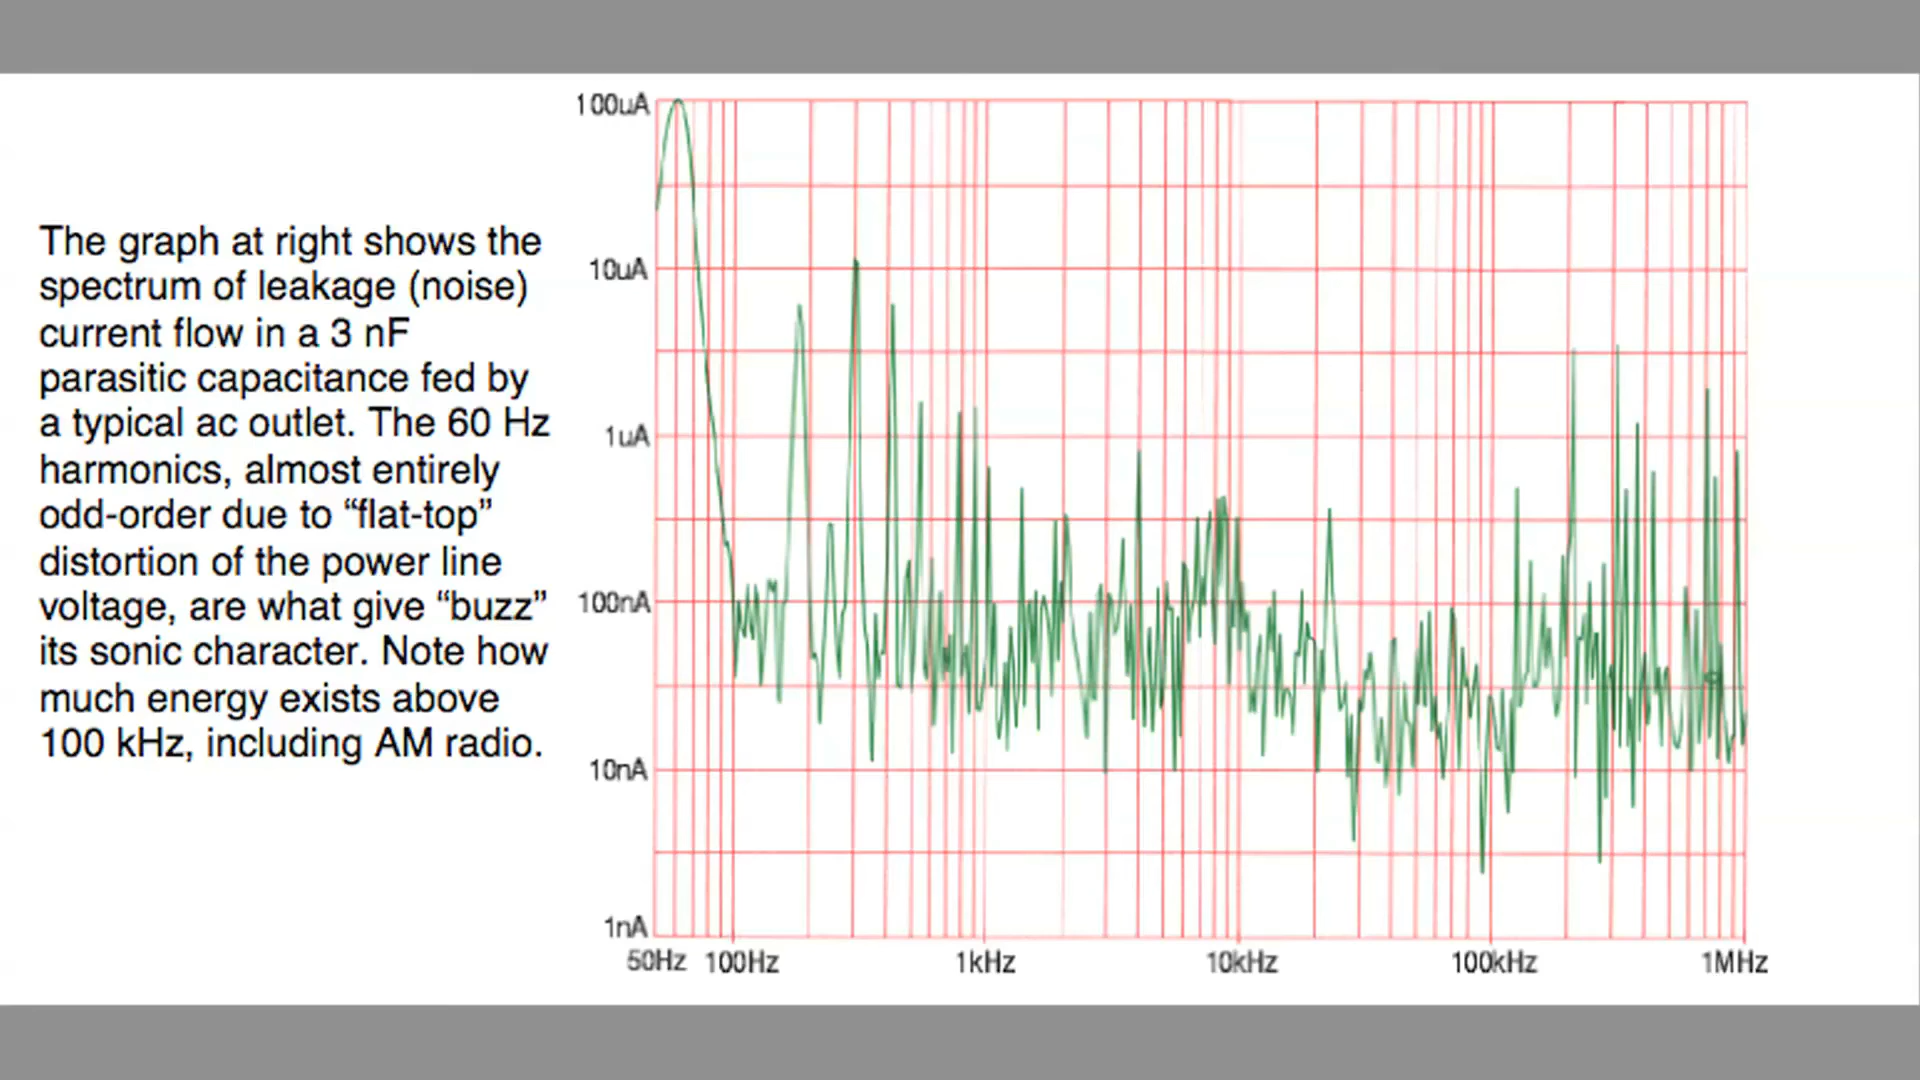 The graph at right shows the
spectrum of leakage (noise)
current flow in a 3 nF
parasitic capacitance fed by
a typical ac outlet. The 60 Hz
harmonics, almost entirely
odd-order due to “flat-top”
distortion of the power line
voltage, are what give “buzz”
its sonic character. Note how
much energy exists above
100 kHz, including AM radio.
100uA
10uA
1uA
100nA
10nA
1nA
50Hz 100Hz 1kHz 10kHz 100kHz 1MHz